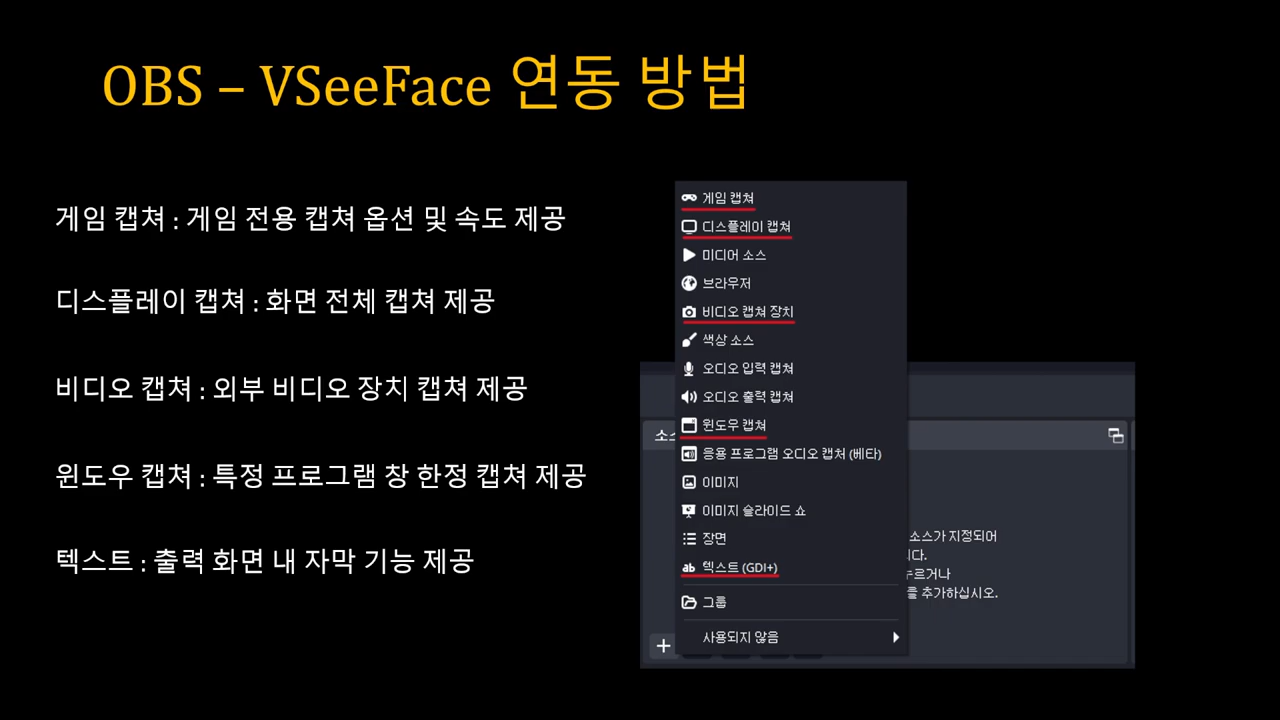 OBS – VSeeFace 연동 방법
게임 캡쳐 : 게임 전용 캡쳐 옵션 및 속도 제공
디스플레이 캡쳐 : 화면 전체 캡쳐 제공
비디오 캡쳐 : 외부 비디오 장치 캡쳐 제공
윈도우 캡쳐 : 특정 프로그램 창 한정 캡쳐 제공
텍스트 : 출력 화면 내 자막 기능 제공
게임 캡쳐
디스플레이 캡쳐
미디어 소스
브라우저
비디오 캡쳐 장치
색상 소스
오디오 입력 캡쳐
오디오 출력 캡쳐
윈도우 캡쳐
응용 프로그램 오디오 캡처 (베타)
이미지
이미지 슬라이드 쇼
장면
ab 텍스트 (GDI+)
그룹
사용되지 않음
소스가 지정되어
니다.
누르거나
를 추가하십시오.